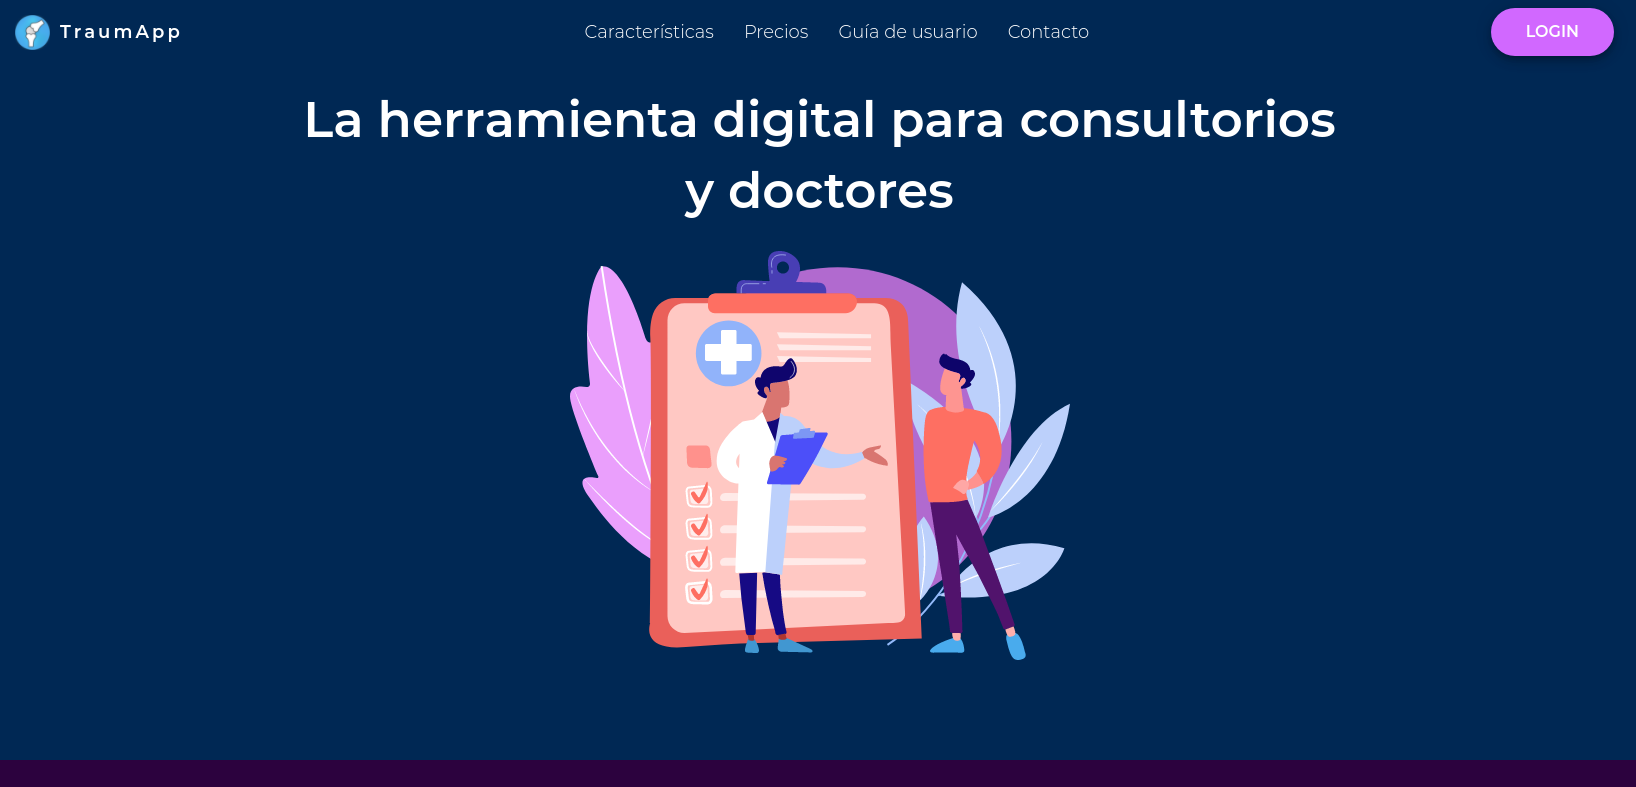 TraumApp
Características Precios Guía de usuario Contacto
LOGIN
La herramienta digital para consultorios
y doctores